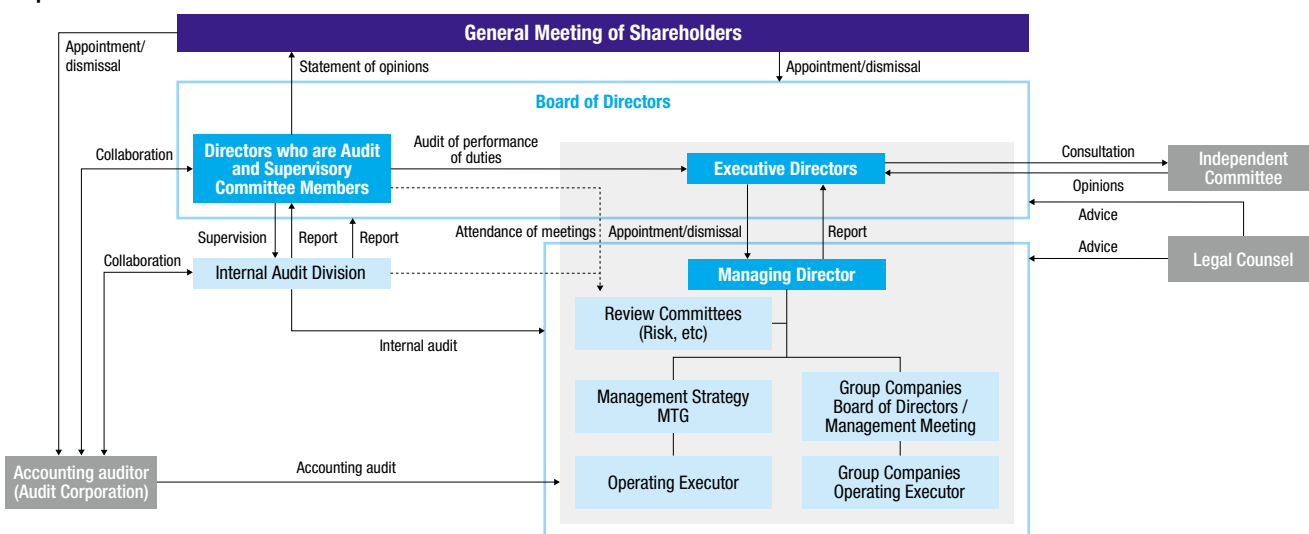 General Meeting of Shareholders
Appointment/
dismissal
Statement of opinions
Appointment/dismissal
Board of Directors
Collaboration
Directors who are Audit
and Supervisory
Committee Members
Audit of performance
of duties
Executive Directors
Consultation
Opinions
Independent
Committee
Advice
Supervision
Report
Report
Attendance of meetings
Appointment/dismissal
Report
Advice
Legal Counsel
Collaboration
Internal Audit Division
Managing Director
Review Committees
(Risk, etc)
Internal audit
Management Strategy
MTG
Group Companies
Board of Directors /
Management Meeting
Accounting auditor
(Audit Corporation)
Accounting audit
Operating Executor
Group Companies
Operating Executor